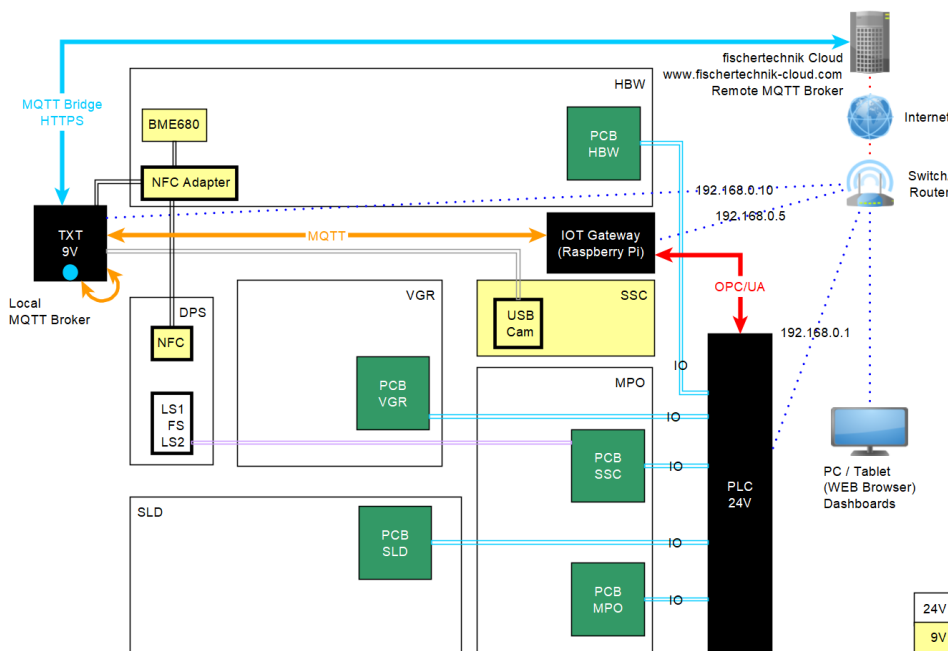 fischertechnik Cloud
www.fischertechnik-cloud.com
Remote MQTT Broker
HBW
MQTT Bridge
HTTPS
BME680
PCB
HBW
Internet
NFC Adapter
Switch/
Router
192.168.0.10
192.168.0.5
TXT
9V
MQTT
IOT Gateway
(Raspberry Pi)
OPC/UA
Local
MQTT Broker
DPS
VGR
SSC
USB
Cam
192.168.0.1
NFC
IO
MPO
PCB
VGR
IO
LS1
FS
LS2
PCB
SSC
IO
PLC
24V
PC / Tablet
(WEB Browser)
Dashboards
SLD
PCB
SLD
IO
PCB
MPO
IO
24V
9V